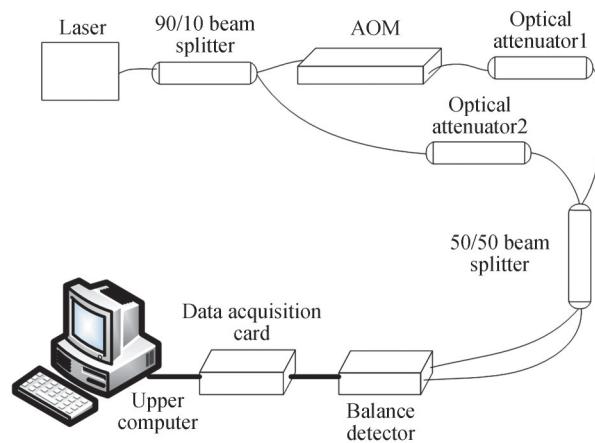 Laser
90/10 beam
splitter
AOM
Optical
attenuator1
Optical
attenuator2
50/50 beam
splitter
Data acquisition
card
Upper
computer
Balance
detector